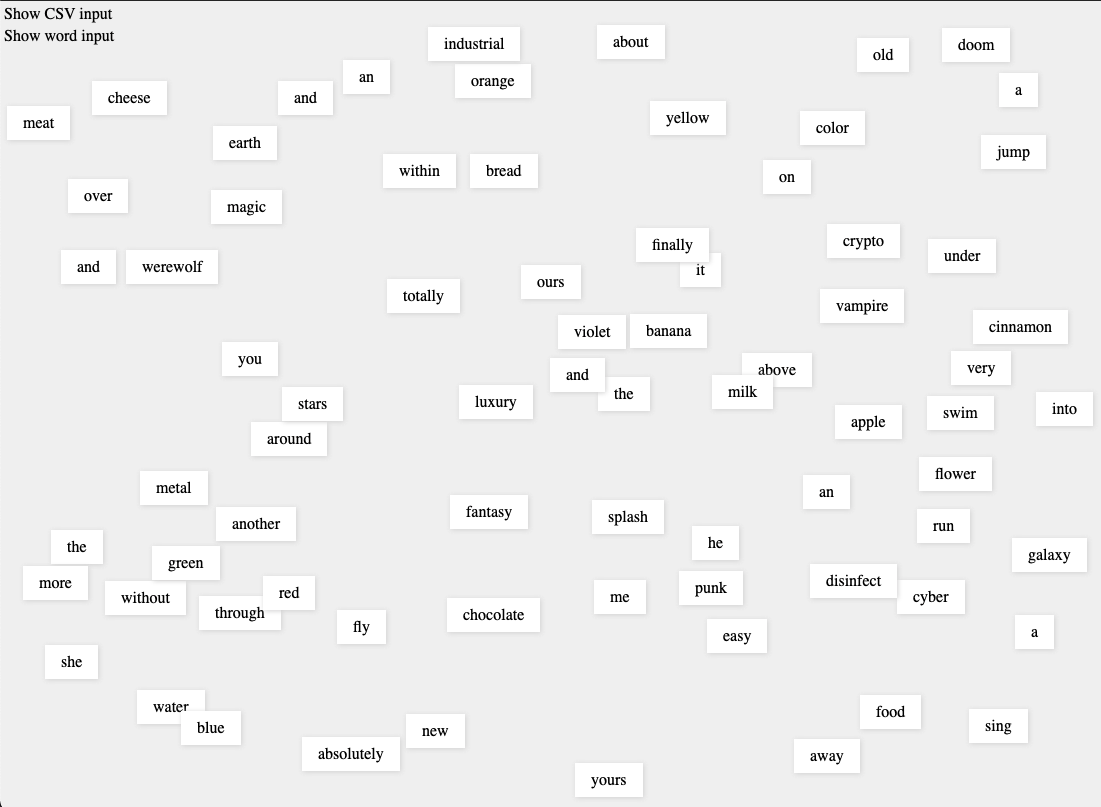 Show CSV input
Show word input
industrial
about
old
doom
an
orange
a
cheese
and
meat
yellow
color
earth
jump
within
bread
on
over
magic
finally
crypto
under
it
and
werewolf
ours
totally
vampire
violet
banana
cinnamon
you
and
above
very
the
milk
stars
luxury
into
swim
apple
around
flower
metal
an
fantasy
splash
another
run
the
he
galaxy
green
more
disinfect
punk
without
red
me
cyber
through
chocolate
fly
easy
a
she
water
blue
food
new
sing
absolutely
away
yours